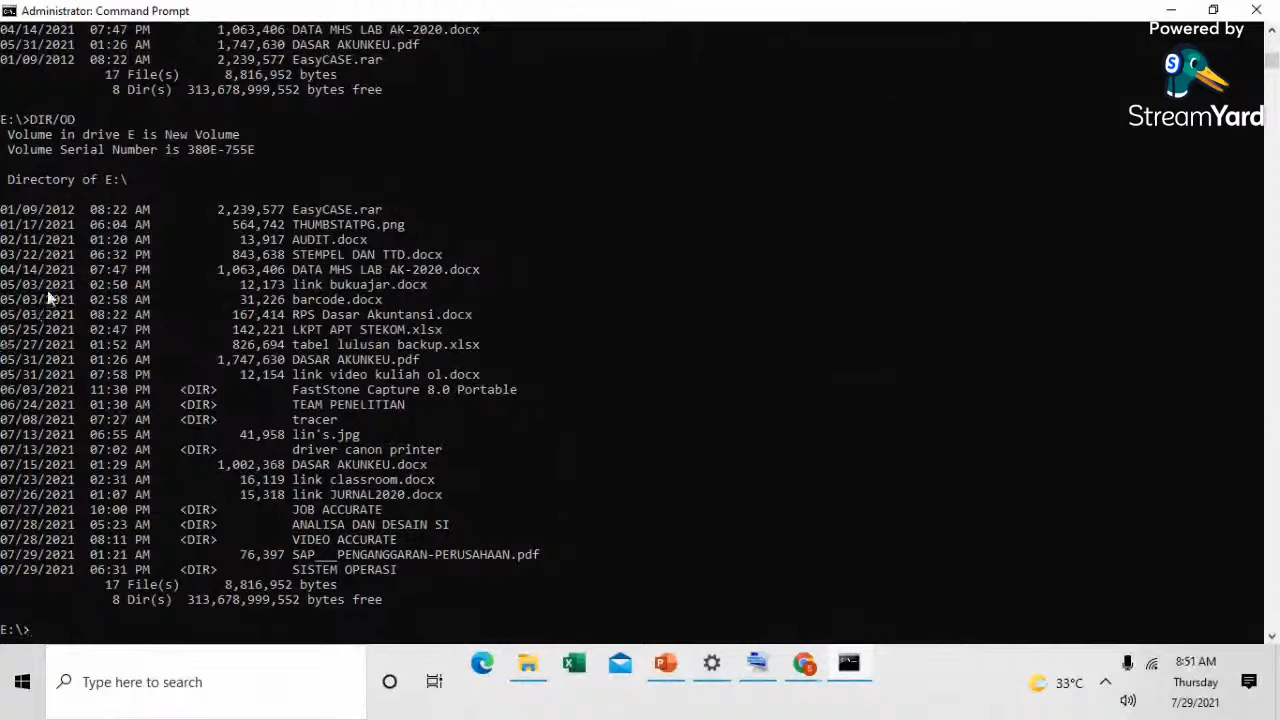 Administrator: Command Prompt
04/14/2021  07:47 PM         1,063,406 DATA MHS LAB AK-2020.docx
05/31/2021  01:26 AM         1,747,630 DASAR AKUNKEU.pdf
01/09/2012  08:22 AM         2,239,577 EasyCASE.rar
              17 File(s)      8,816,952 bytes
               8 Dir(s)  313,678,999,552 bytes free
Powered by
S
StreamYard
E:\>DIR/OD
 Volume in drive E is New Volume
 Volume Serial Number is 380E-755E
 Directory of E:\
01/09/2012  08:22 AM         2,239,577 EasyCASE.rar
01/17/2021  06:04 AM           564,742 THUMBSTATPG.png
02/11/2021  01:20 AM            13,917 AUDIT.docx
03/22/2021  06:32 PM           843,638 STEMPEL DAN TTD.docx
04/14/2021  07:47 PM         1,063,406 DATA MHS LAB AK-2020.docx
05/03/2021  02:50 AM            12,173 link bukuajar.docx
05/03/2021  02:58 AM            31,226 barcode.docx
05/03/2021  08:22 AM           167,414 RPS Dasar Akuntansi.docx
05/25/2021  02:47 PM           142,221 LKPT APT STEKOM.xlsx
05/27/2021  01:52 AM           826,694 tabel lulusan backup.xlsx
05/31/2021  01:26 AM         1,747,630 DASAR AKUNKEU.pdf
05/31/2021  07:58 PM            12,154 link video kuliah ol.docx
06/03/2021  11:30 PM    <DIR>          FastStone Capture 8.0 Portable
06/24/2021  01:30 AM    <DIR>          TEAM PENELITIAN
07/08/2021  07:27 AM    <DIR>          tracer
07/13/2021  06:55 AM            41,958 lin's.jpg
07/13/2021  07:02 AM    <DIR>          driver canon printer
07/15/2021  01:29 AM         1,002,368 DASAR AKUNKEU.docx
07/23/2021  02:31 AM            16,119 link classroom.docx
07/26/2021  01:07 AM            15,318 link JURNAL2020.docx
07/27/2021  10:00 PM    <DIR>          JOB ACCURATE
07/28/2021  05:23 AM    <DIR>          ANALISA DAN DESAIN SI
07/28/2021  08:11 PM    <DIR>          VIDEO ACCURATE
07/29/2021  01:21 AM            76,397 SAP___PENGANGGARAN-PERUSAHAAN.pdf
07/29/2021  06:31 PM    <DIR>          SISTEM OPERASI
              17 File(s)      8,816,952 bytes
               8 Dir(s)  313,678,999,552 bytes free
E:\>
Type here to search
33°C
8:51 AM
Thursday
7/29/2021